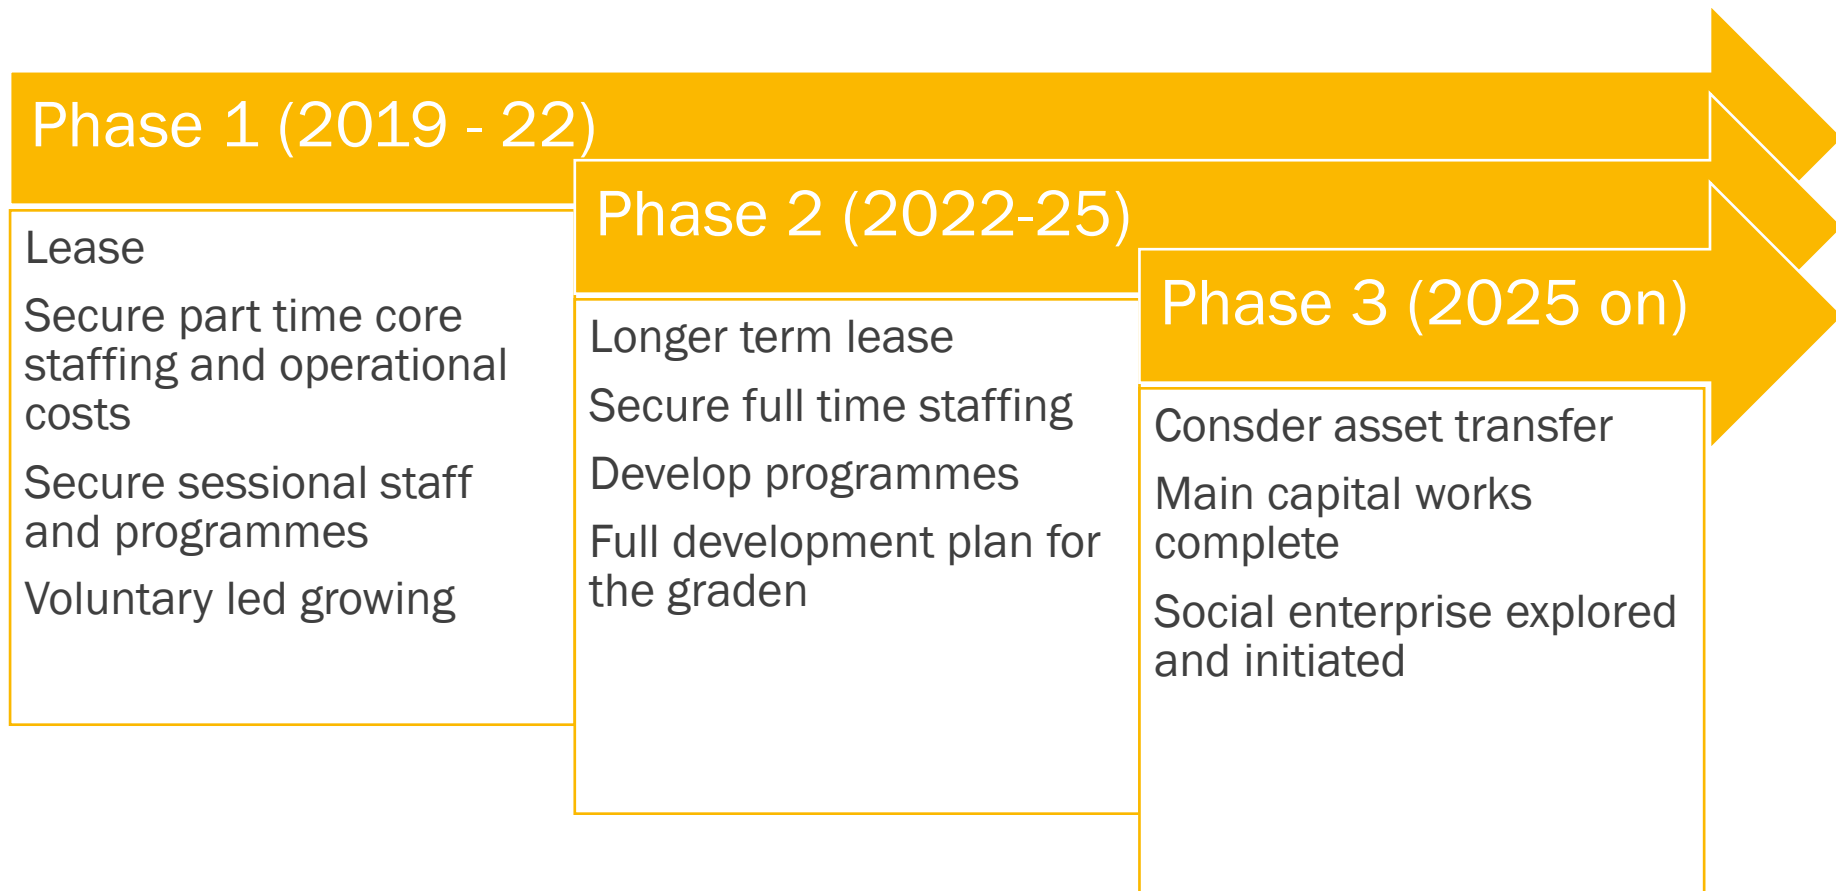 Phase 1 (2019 - 22)
Lease
Secure part time core
staffing and operational
costs
Secure sessional staff
and programmes
Voluntary led growing
Phase 2 (2022-25)
Longer term lease
Secure full time staffing
Develop programmes
Full development plan for
the graden
Phase 3 (2025 on)
Consder asset transfer
Main capital works
complete
Social enterprise explored
and initiated